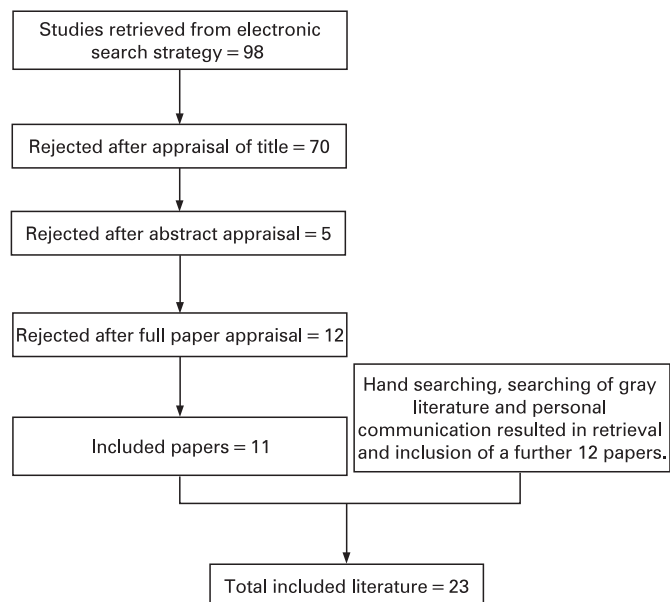 Studies retrieved from electronic
search strategy = 98
Rejected after appraisal of title = 70
Rejected after abstract appraisal = 5
Rejected after full paper appraisal = 12
Included papers = 11
Hand searching, searching of gray
literature and personal
communication resulted in retrieval
and inclusion of a further 12 papers.
Total included literature = 23